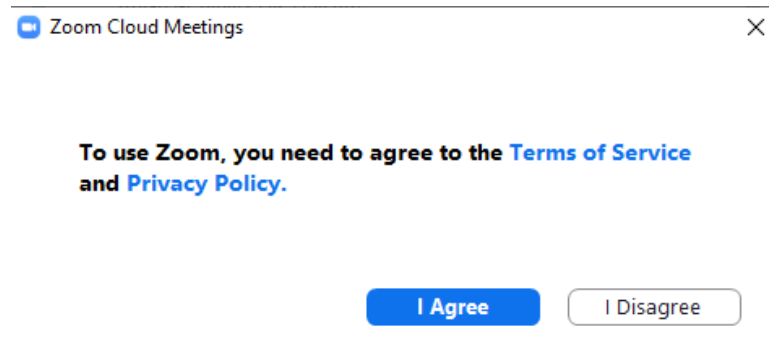 Zoom Cloud Meetings
To use Zoom, you need to agree to the Terms of Service
and Privacy Policy.
I Agree
I Disagree